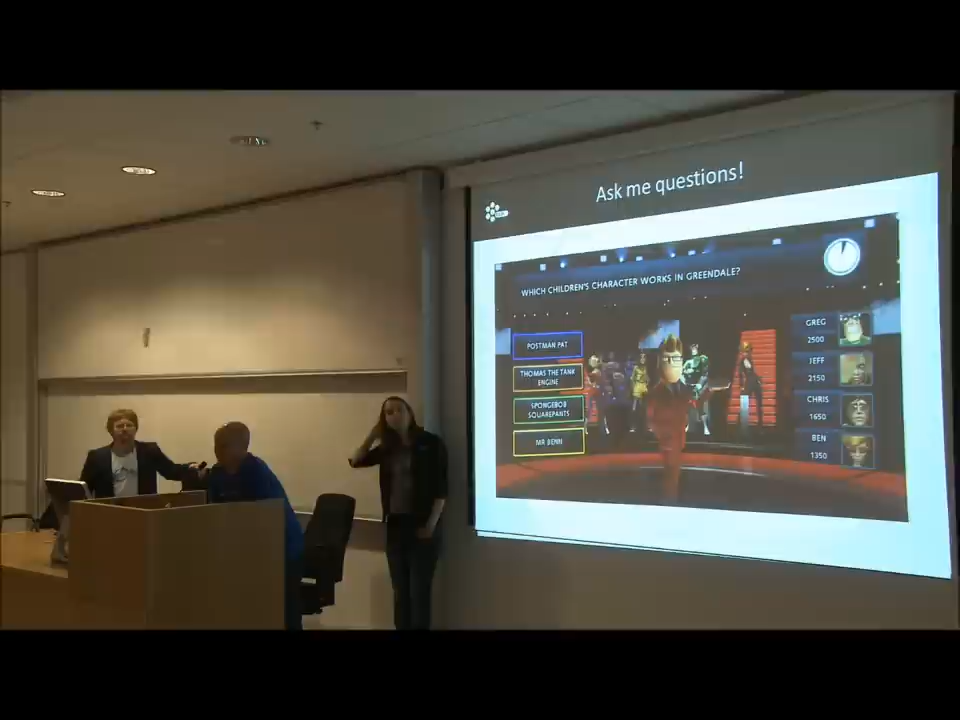 Ask me questions!
WHICH CHILDREN'S CHARACTER WORKS IN GREENDALE?
POSTMAN PAT
THOMAS THE TANK
ENGINE
SPONGEBOB
SQUAREPANTS
MR BENN
GREG
2500
JEFF
2150
CHRIS
1650
BEN
1350